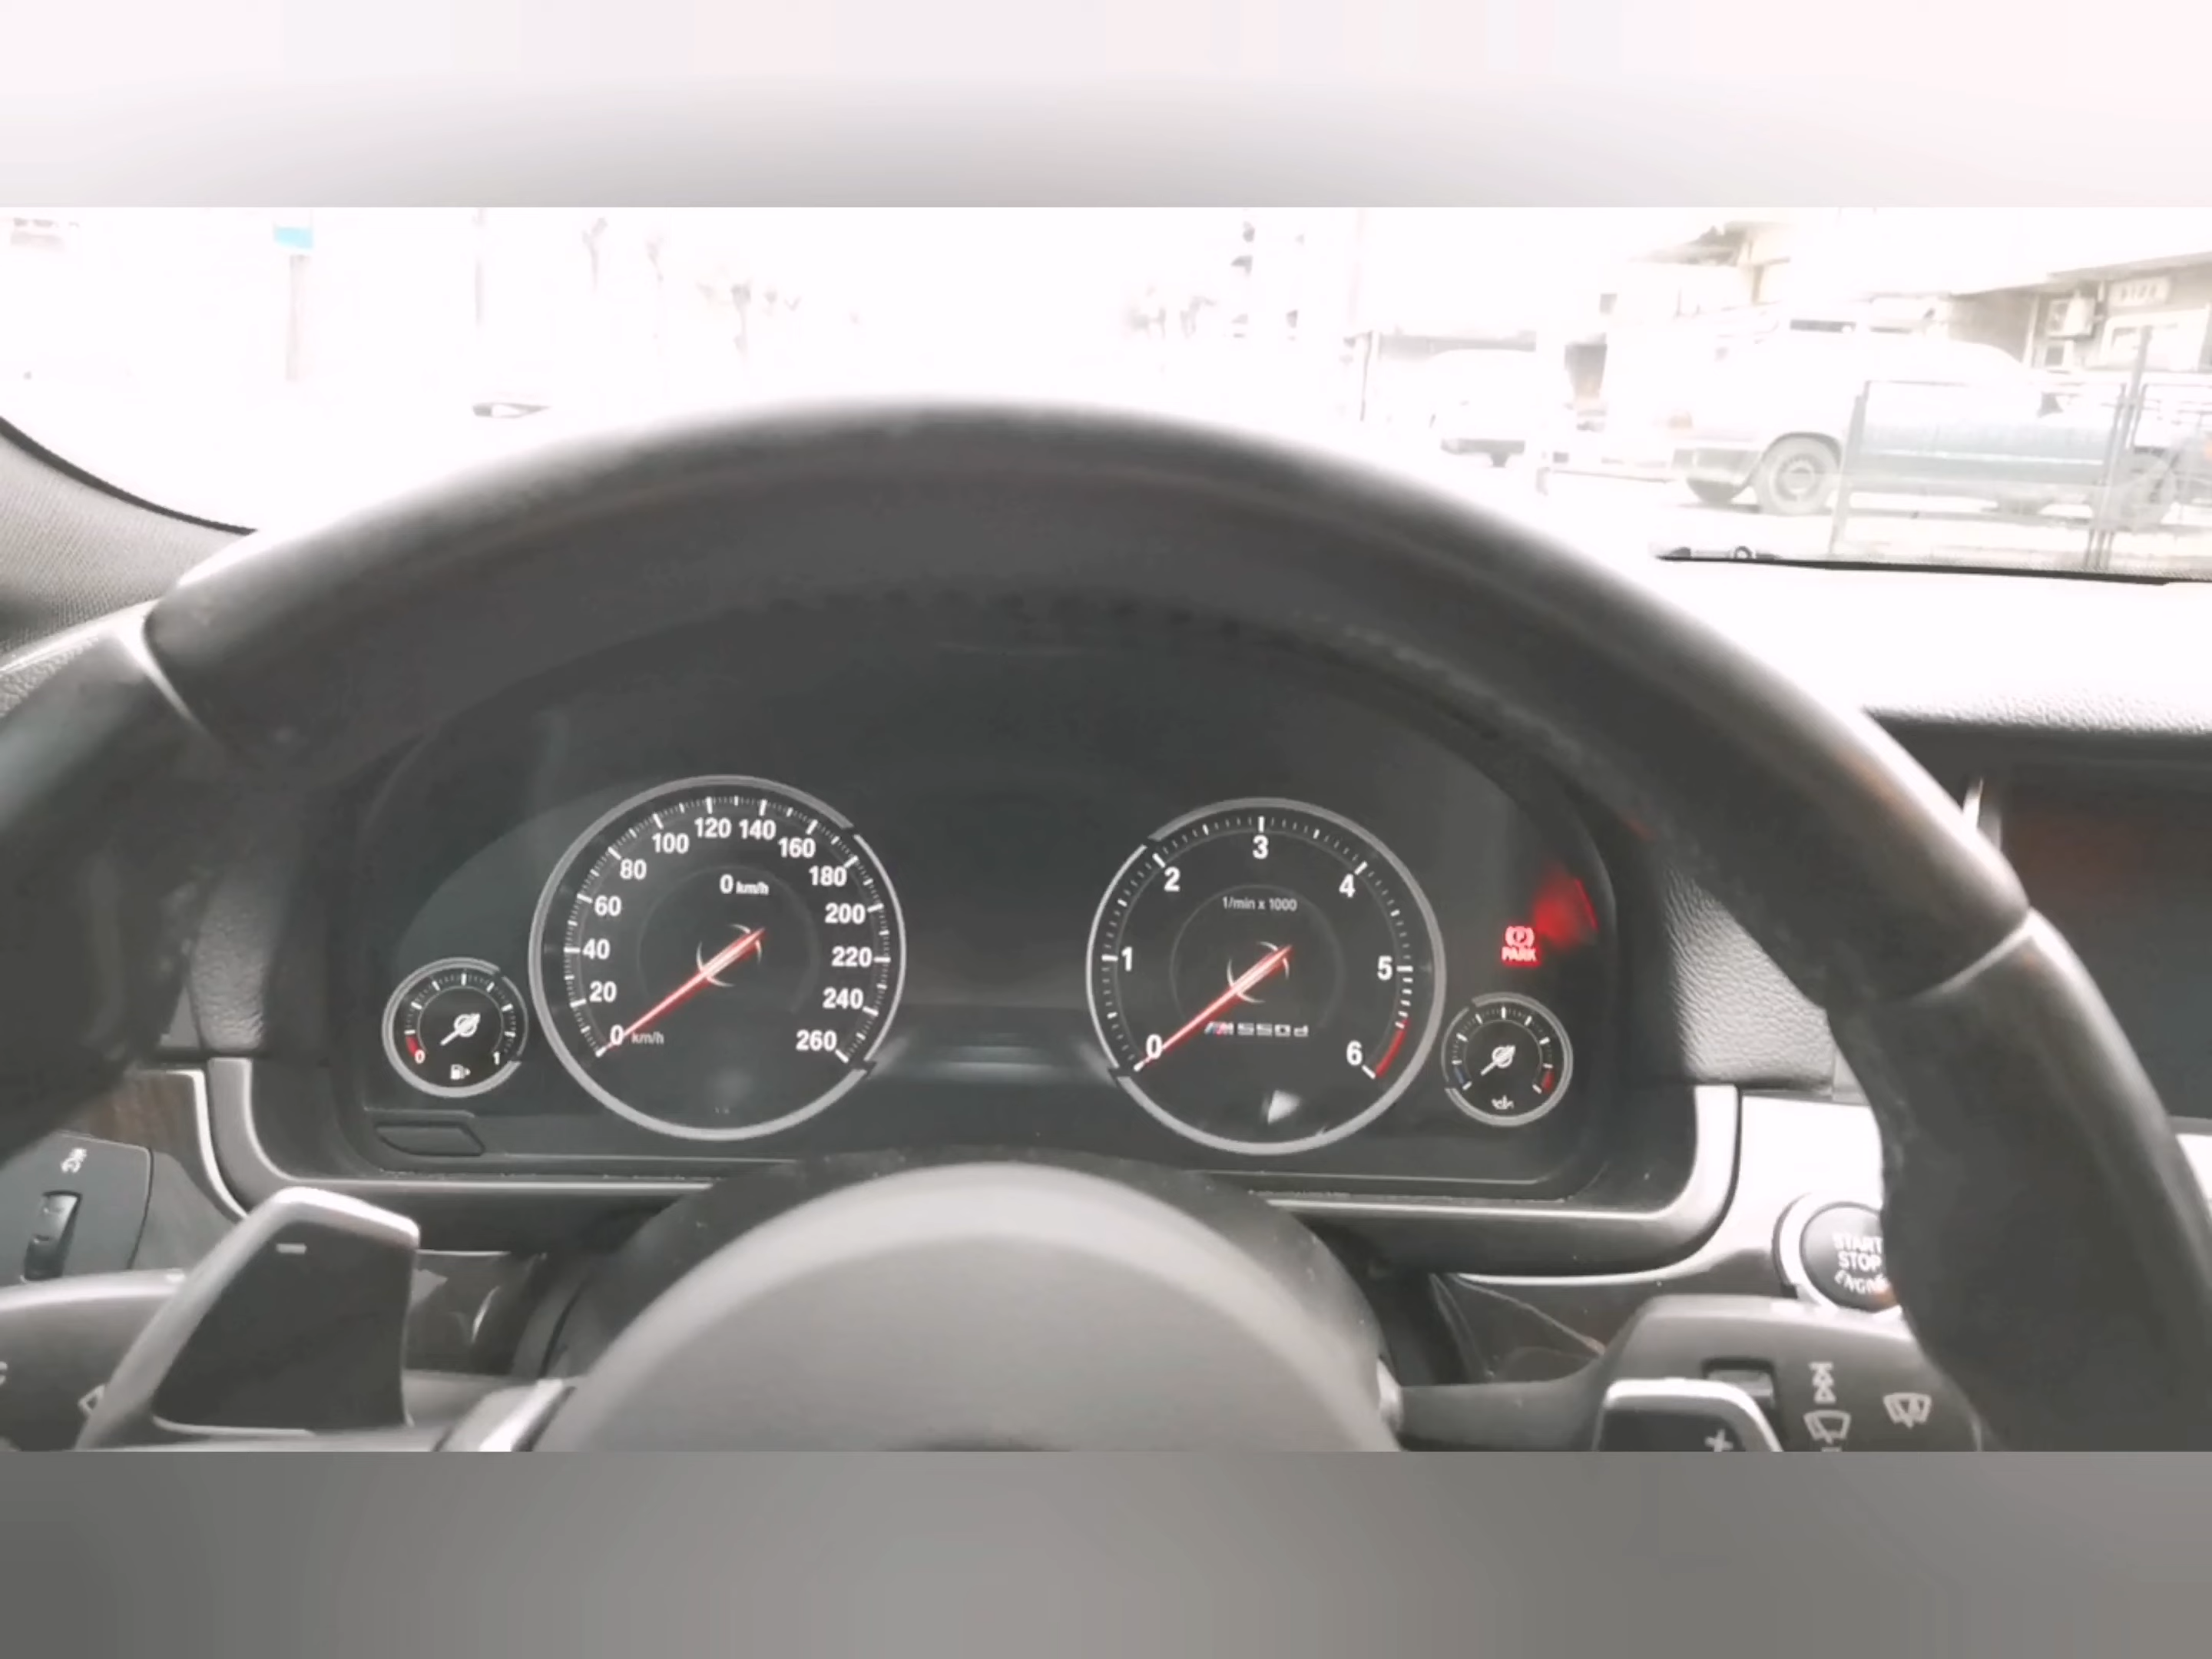 120 140
100 160
80 180
0 km/h
60 200
40 220
20 240
0 km/h 260
0 1
3
2 4
1/min x 1000
1 5
M550d
0 6
PARK
START
STOP
ENGINE